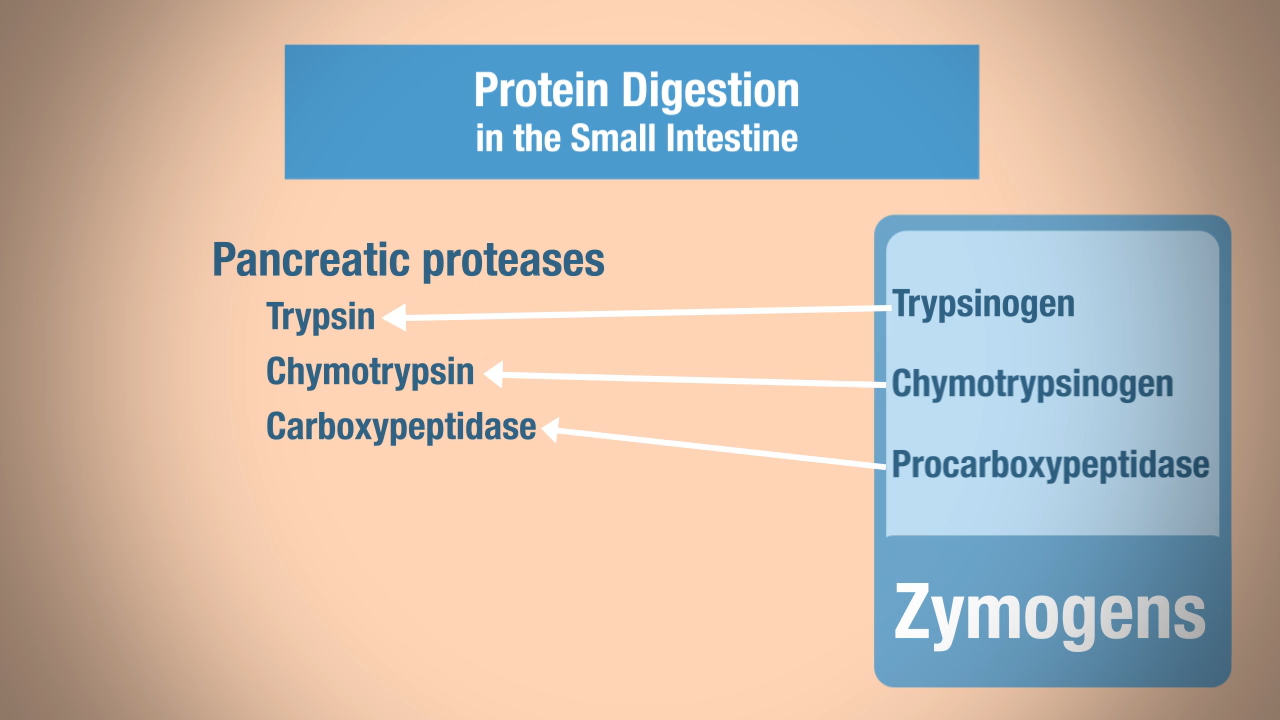 Protein Digestion
in the Small Intestine
Pancreatic proteases
Trypsin
Chymotrypsin
Carboxypeptidase
Trypsinogen
Chymotrypsinogen
Procarboxypeptidase
Zymogens